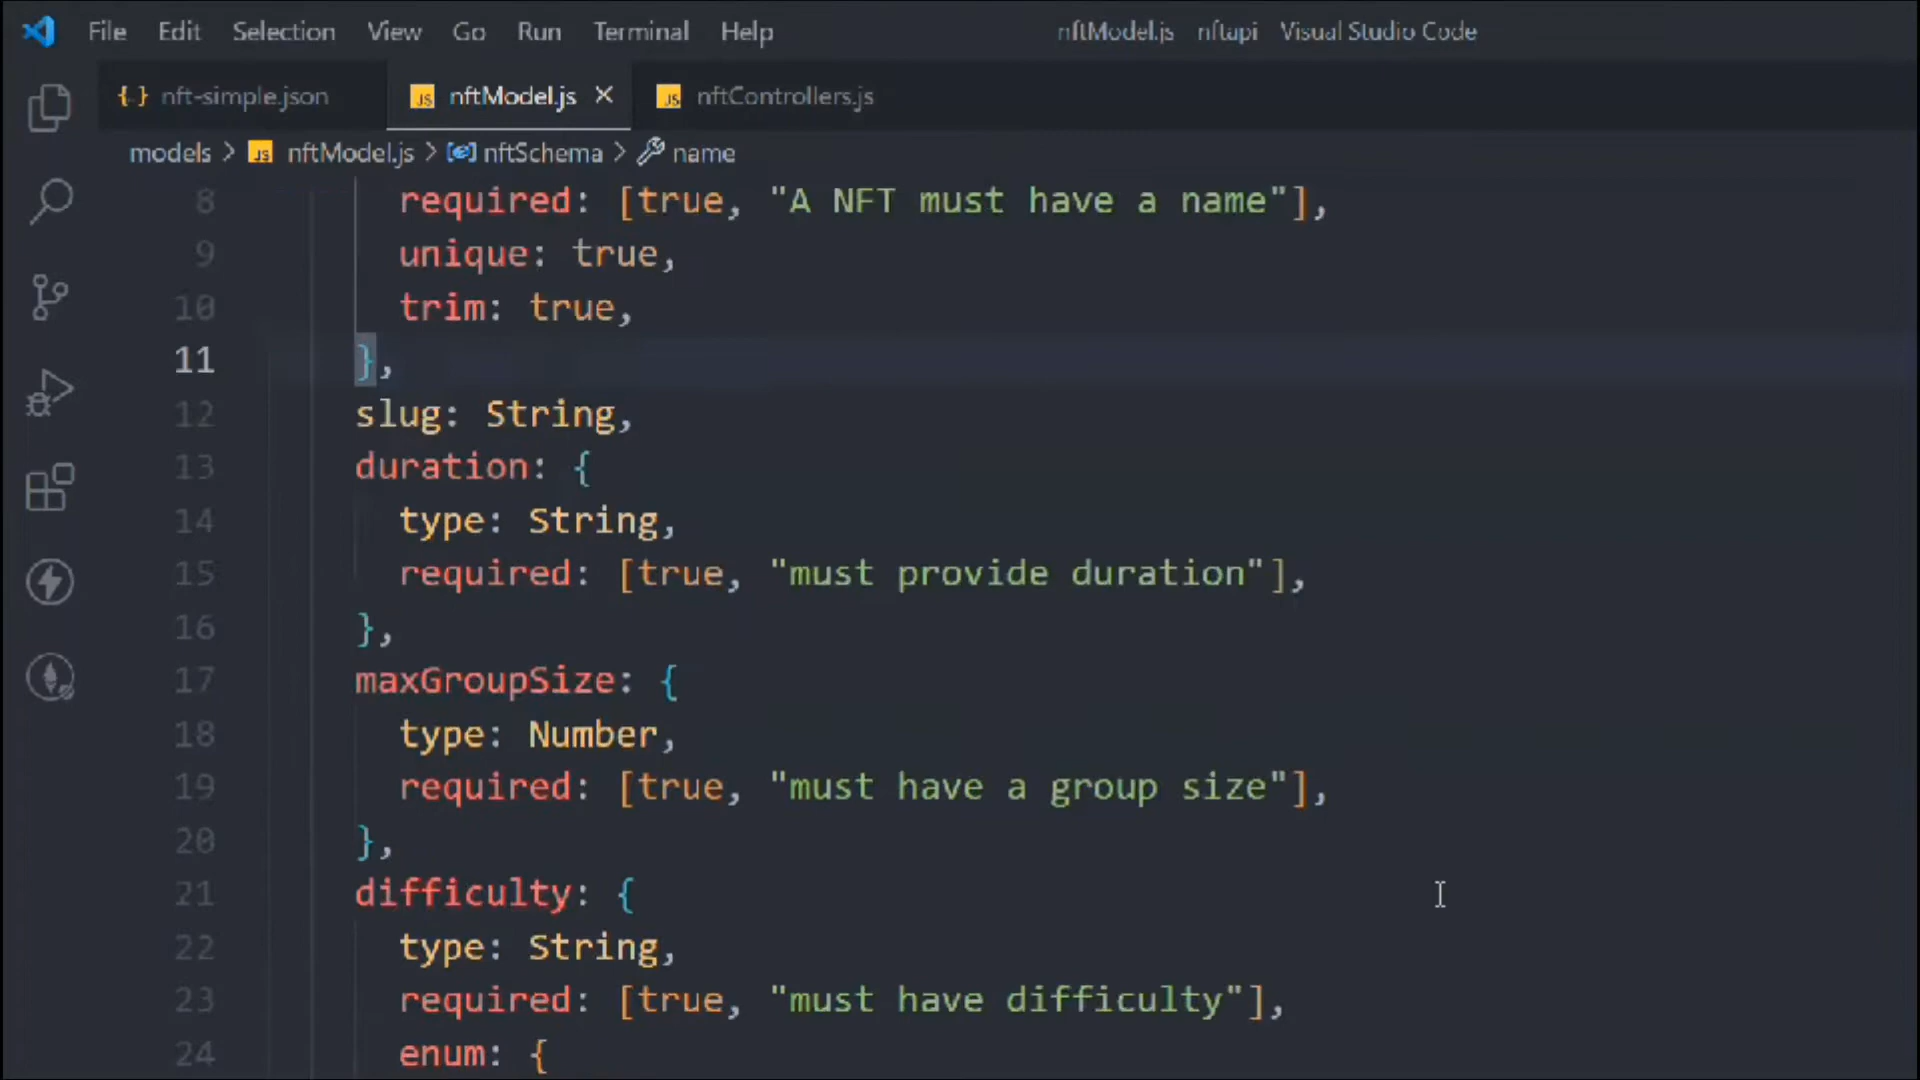 File Edit Selection View Go Run Terminal Help nftModel.js nftapi Visual Studio Code
{ } nft-simple.json JS nftModel.js × JS nftControllers.js
models > JS nftModel.js > nftSchema > name
8 required: [true, "A NFT must have a name"],
9 unique: true,
10 trim: true,
11 },
12 slug: String,
13 duration: {
14 type: String,
15 required: [true, "must provide duration"],
16 },
17 maxGroupSize: {
18 type: Number,
19 required: [true, "must have a group size"],
20 },
21 difficulty: {
22 type: String,
23 required: [true, "must have difficulty"],
24 enum: {